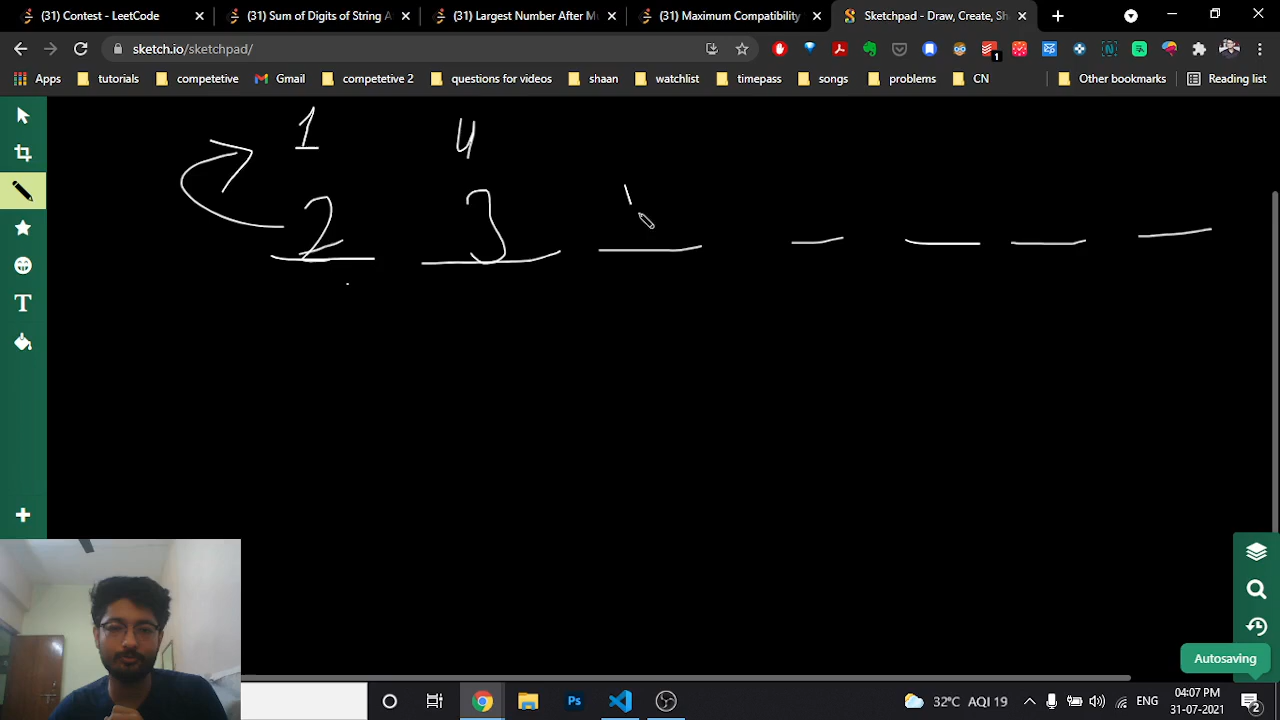 (31) Contest - LeetCode
(31) Sum of Digits of String A
(31) Largest Number After Mu
(31) Maximum Compatibility
Sketchpad - Draw, Create, Sh
sketch.io/sketchpad/
Apps
tutorials
competetive
Gmail
competetive 2
questions for videos
shaan
watchlist
timepass
songs
problems
CN
Other bookmarks
Reading list
1 4
2 3
T
Autosaving
Ps
32°C AQI 19
ENG
04:07 PM
31-07-2021
2